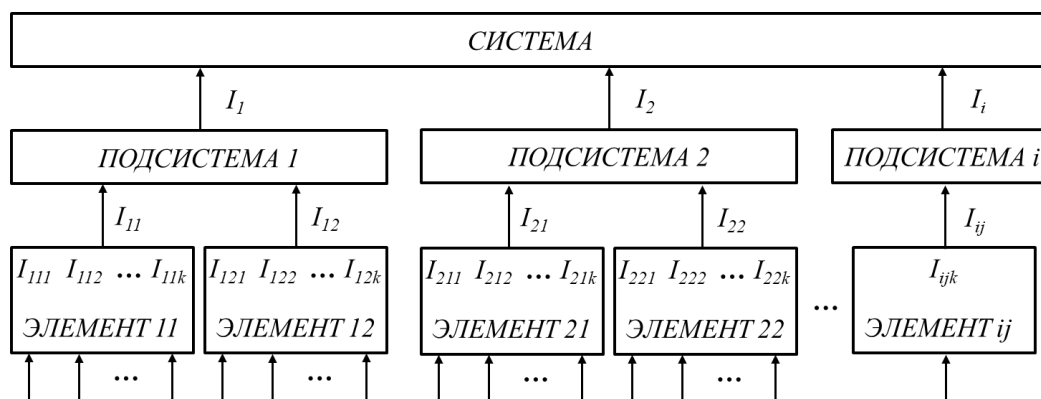 СИСТЕМА
I₁ I₂ Iᵢ
ПОДСИСТЕМА 1 ПОДСИСТЕМА 2 ПОДСИСТЕМА i
I₁₁ I₁₂ I₂₁ I₂₂ Iᵢⱼ
I₁₁₁ I₁₁₂ ... I₁₁ₖ I₁₂₁ I₁₂₂ ... I₁₂ₖ I₂₁₁ I₂₁₂ ... I₂₁ₖ I₂₂₁ I₂₂₂ ... I₂₂ₖ Iᵢⱼₖ
ЭЛЕМЕНТ 11 ЭЛЕМЕНТ 12 ЭЛЕМЕНТ 21 ЭЛЕМЕНТ 22 ... ЭЛЕМЕНТ ij
... ... ... ...